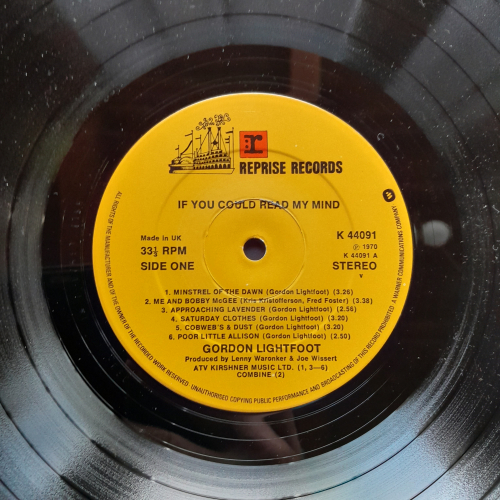 r
REPRISE RECORDS
IF YOU COULD READ MY MIND
Made in UK
33⅓ RPM
SIDE ONE
K 44091
℗ 1970
K 44091 A
STEREO
1. MINSTREL OF THE DAWN (Gordon Lightfoot) (3.26)
2. ME AND BOBBY McGEE (Kris Kristofferson, Fred Foster) (3.38)
3. APPROACHING LAVENDER (Gordon Lightfoot) (2.56)
4. SATURDAY CLOTHES (Gordon Lightfoot) (3.20)
5. COBWEB'S & DUST (Gordon Lightfoot) (3.20)
6. POOR LITTLE ALLISON (Gordon Lightfoot) (2.50)
GORDON LIGHTFOOT
Produced by Lenny Waronker & Joe Wissert
ATV KIRSHNER MUSIC LTD. (1, 3—6)
COMBINE (2)
ALL RIGHTS OF THE MANUFACTURER AND OF THE OWNER OF THE RECORDED WORK RESERVED. UNAUTHORISED COPYING PUBLIC PERFORMANCE AND BROADCASTING OF THIS RECORD PROHIBITED. A WARNER COMMUNICATIONS COMPANY